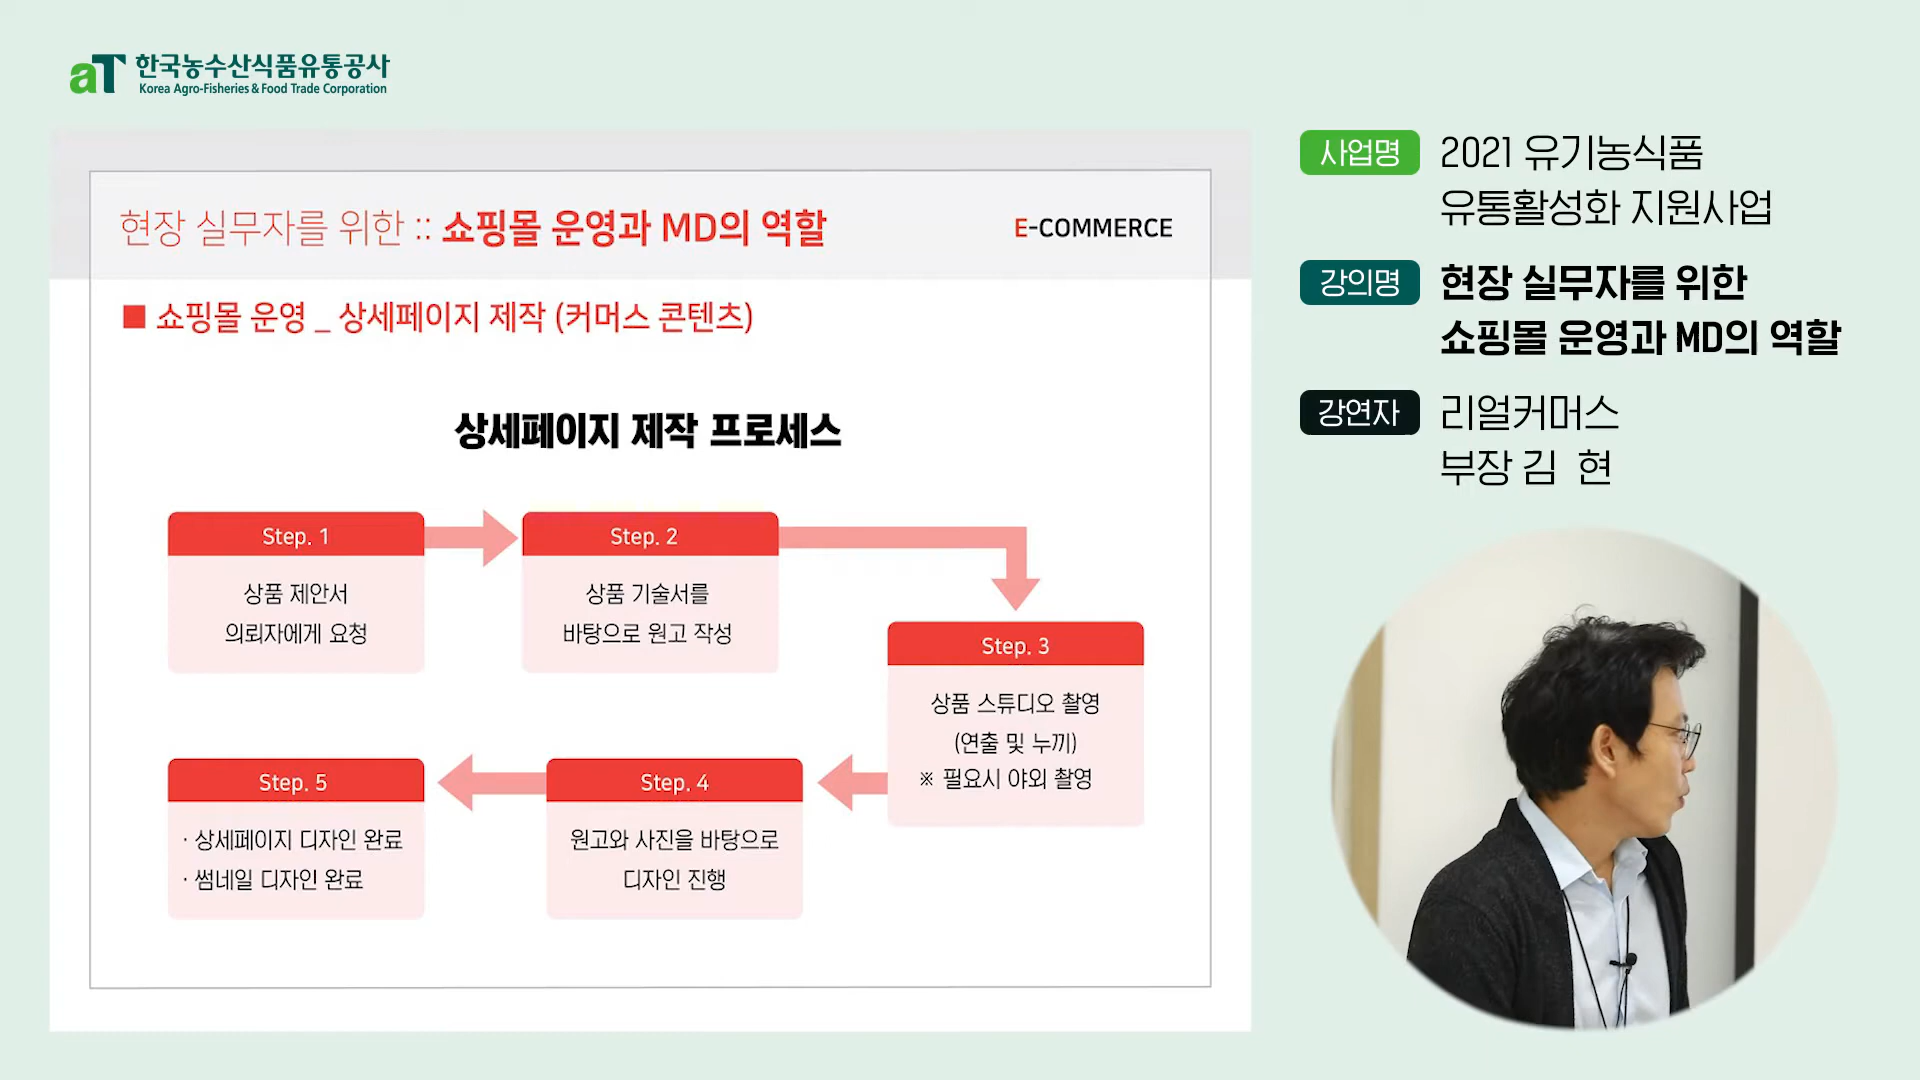 aT 한국농수산식품유통공사
Korea Agro-Fisheries & Food Trade Corporation
현장 실무자를 위한 :: 쇼핑몰 운영과 MD의 역할
E-COMMERCE
■ 쇼핑몰 운영 _ 상세페이지 제작 (커머스 콘텐츠)
상세페이지 제작 프로세스
Step. 1
상품 제안서
의뢰자에게 요청
Step. 2
상품 기술서를
바탕으로 원고 작성
Step. 3
상품 스튜디오 촬영
(연출 및 누끼)
※ 필요시 야외 촬영
Step. 4
원고와 사진을 바탕으로
디자인 진행
Step. 5
· 상세페이지 디자인 완료
· 썸네일 디자인 완료
사업명 2021 유기농식품
유통활성화 지원사업
강의명 현장 실무자를 위한
쇼핑몰 운영과 MD의 역할
강연자 리얼커머스
부장 김 현